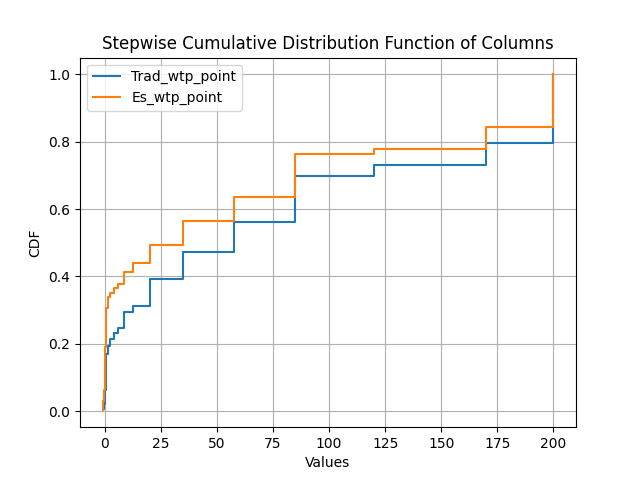 Stepwise Cumulative Distribution Function of Columns
Trad_wtp_point
Es_wtp_point
1.0
0.8
0.6
0.4
0.2
0.0
CDF
0 25 50 75 100 125 150 175 200
Values